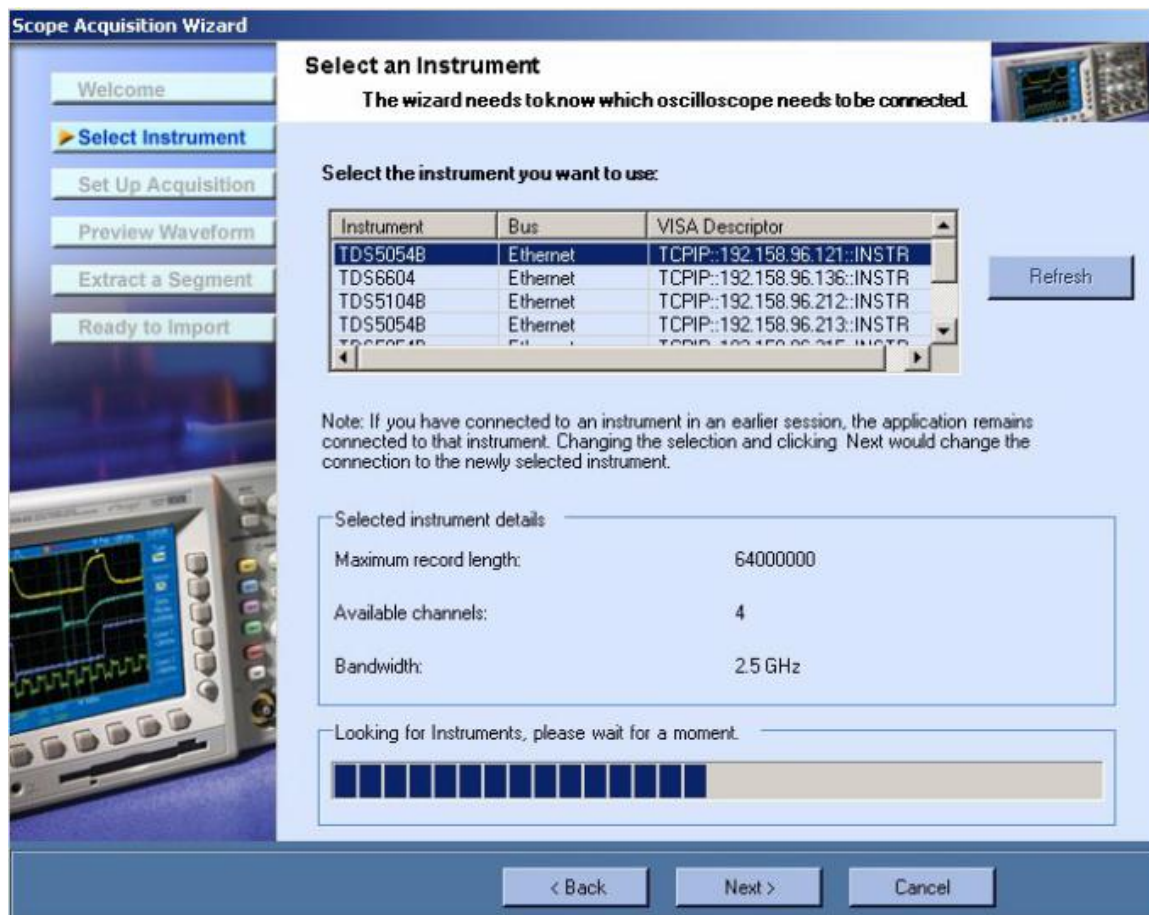 Scope Acquisition Wizard
Welcome
Select Instrument
Set Up Acquisition
Preview Waveform
Extract a Segment
Ready to Import
Select an Instrument
The wizard needs to know which oscilloscope needs to be connected.
Select the instrument you want to use:
Instrument Bus VISA Descriptor
TDS5054B Ethernet TCPIP::192.158.96.121::INSTR
TDS6604 Ethernet TCPIP::192.158.96.136::INSTR
TDS5104B Ethernet TCPIP::192.158.96.212::INSTR
TDS5054B Ethernet TCPIP::192.158.96.213::INSTR
Refresh
Note: If you have connected to an instrument in an earlier session, the application remains
connected to that instrument. Changing the selection and clicking Next would change the
connection to the newly selected instrument.
Selected instrument details
Maximum record length: 64000000
Available channels: 4
Bandwidth: 2.5 GHz
Looking for Instruments, please wait for a moment.
< Back
Next >
Cancel